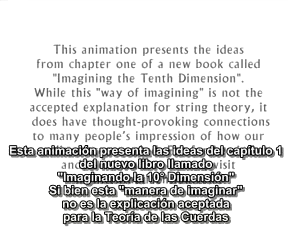 This animation presents the ideas
from chapter one of a new book called
"Imagining the Tenth Dimension".
While this "way of imagining" is not the
accepted explanation for string theory, it
does have thought-provoking connections
to many people's impression of how our
Esta animación presenta las ideas del capítulo 1
del nuevo libro llamado
"Imaginando la 10ª Dimensión"
Si bien esta "manera de imaginar"
no es la explicación aceptada
para la Teoría de las Cuerdas